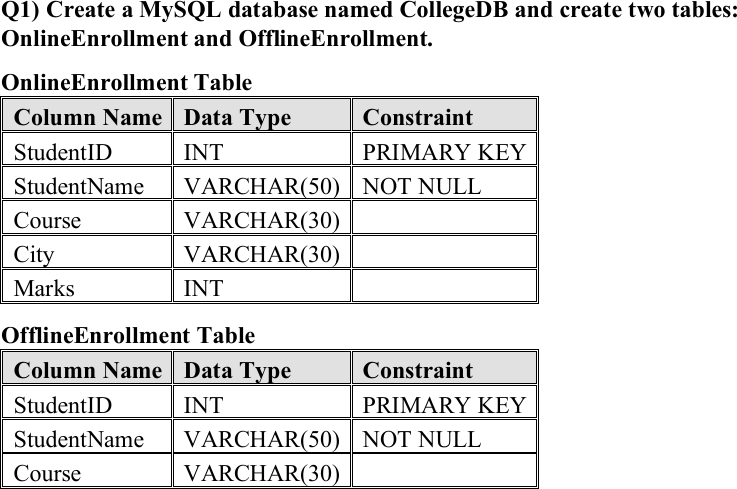 Q1) Create a MySQL database named CollegeDB and create two tables:
OnlineEnrollment and OfflineEnrollment.
OnlineEnrollment Table
Column Name Data Type Constraint
StudentID INT PRIMARY KEY
StudentName VARCHAR(50) NOT NULL
Course VARCHAR(30)
City VARCHAR(30)
Marks INT
OfflineEnrollment Table
Column Name Data Type Constraint
StudentID INT PRIMARY KEY
StudentName VARCHAR(50) NOT NULL
Course VARCHAR(30)